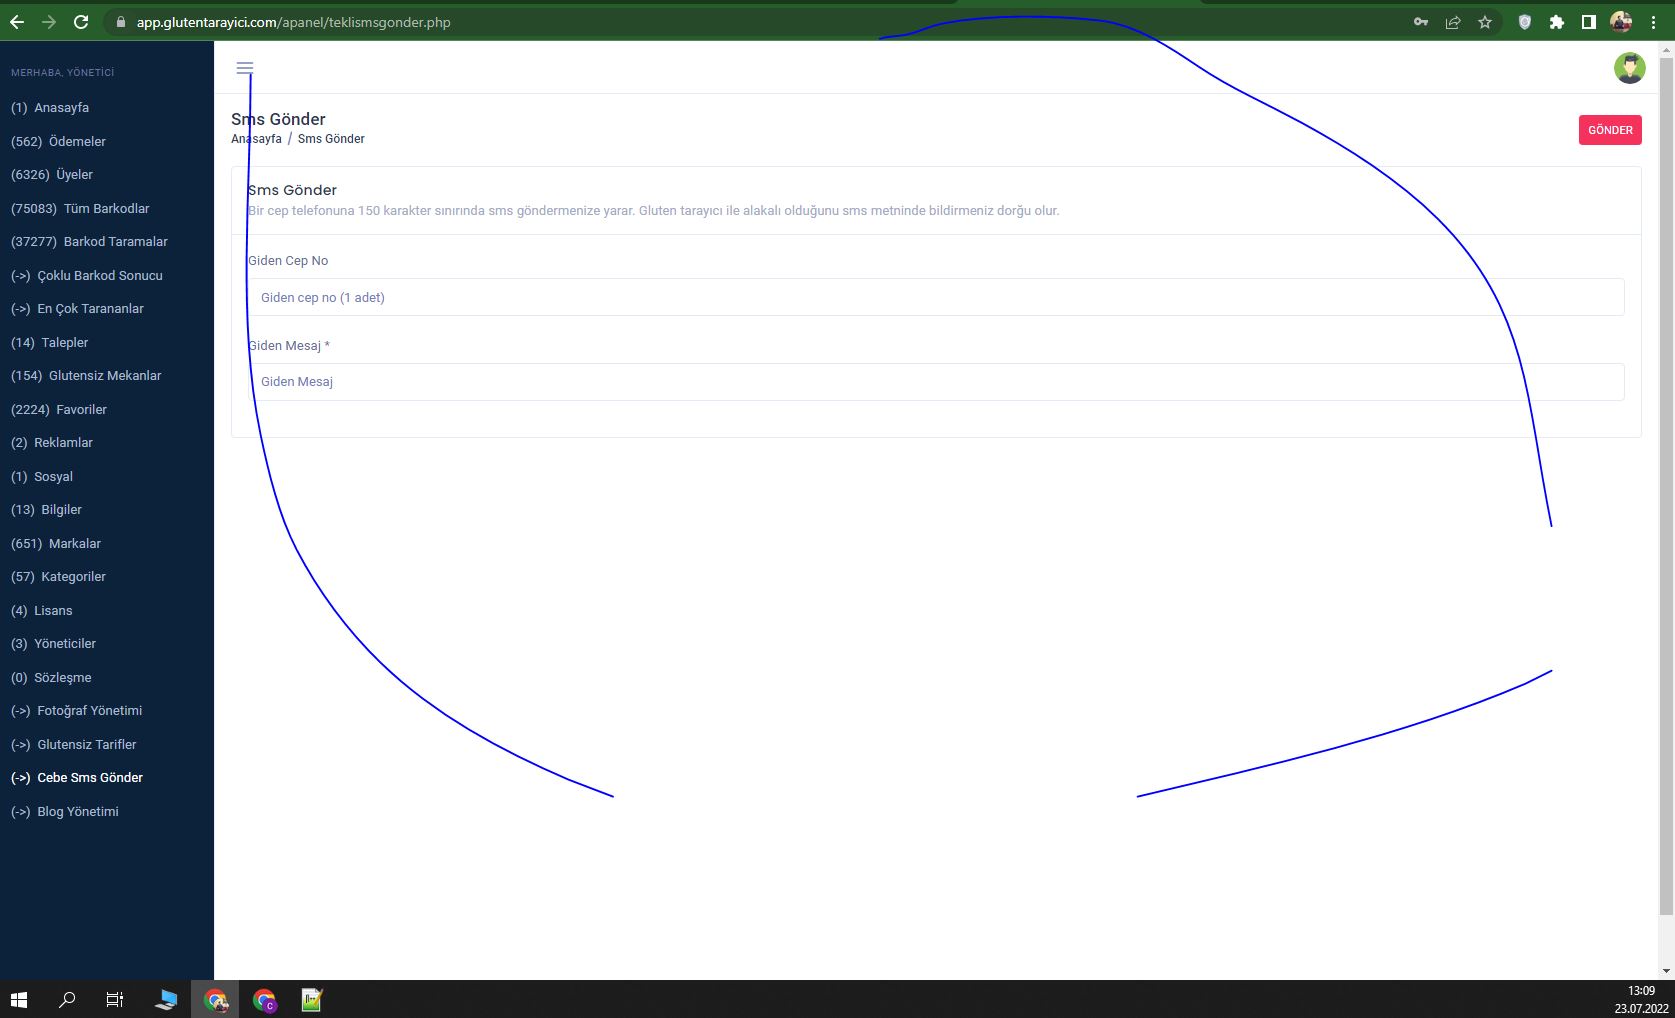 app.glutentarayici.com/apanel/teklismsgonder.php
MERHABA, YÖNETİCİ
(1) Anasayfa
(562) Ödemeler
(6326) Üyeler
(75083) Tüm Barkodlar
(37277) Barkod Taramalar
(->) Çoklu Barkod Sonucu
(->) En Çok Tarananlar
(14) Talepler
(154) Glutensiz Mekanlar
(2224) Favoriler
(2) Reklamlar
(1) Sosyal
(13) Bilgiler
(651) Markalar
(57) Kategoriler
(4) Lisans
(3) Yöneticiler
(0) Sözleşme
(->) Fotoğraf Yönetimi
(->) Glutensiz Tarifler
(->) Cebe Sms Gönder
(->) Blog Yönetimi
Sms Gönder
Anasayfa / Sms Gönder
GÖNDER
Sms Gönder
Bir cep telefonuna 150 karakter sınırında sms göndermenize yarar. Gluten tarayıcı ile alakalı olduğunu sms metninde bildirmeniz dorğu olur.
Giden Cep No
Giden cep no (1 adet)
Giden Mesaj *
Giden Mesaj
C
13:09
23.07.2022